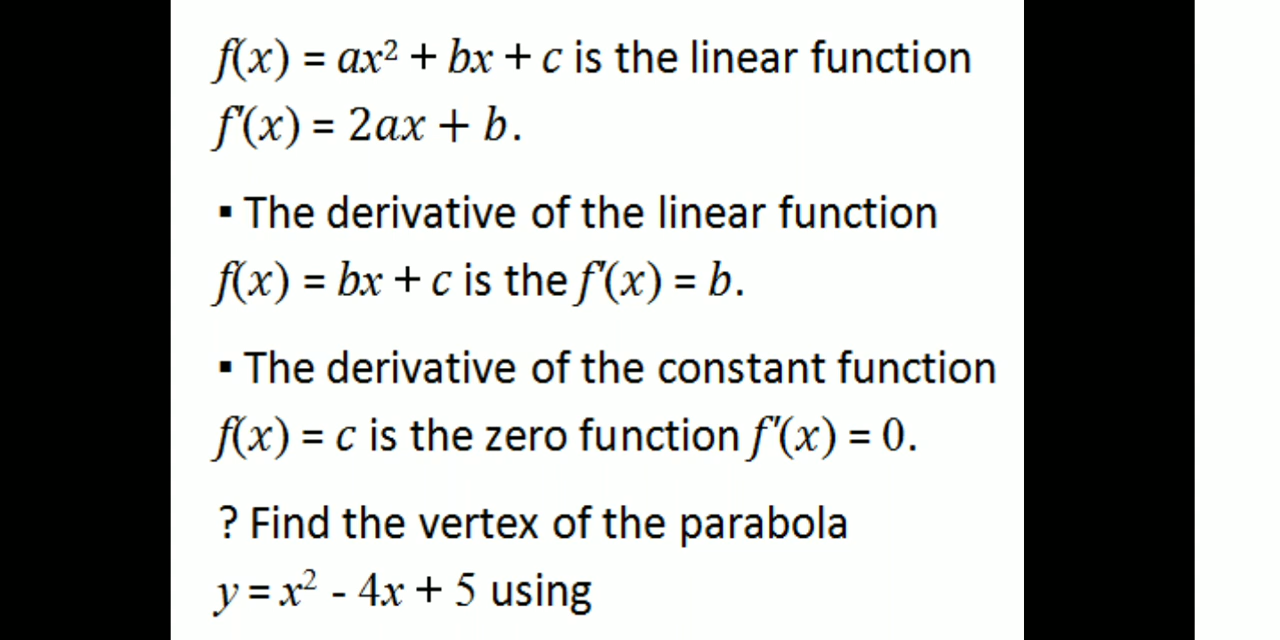 f(x) = ax² + bx + c is the linear function
f'(x) = 2ax + b.
▪ The derivative of the linear function
f(x) = bx + c is the f'(x) = b.
▪ The derivative of the constant function
f(x) = c is the zero function f'(x) = 0.
? Find the vertex of the parabola
y = x² - 4x + 5 using